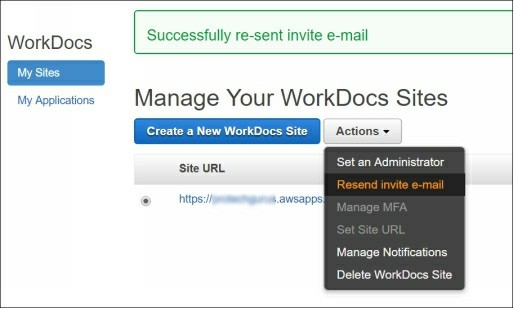 Successfully re-sent invite e-mail
WorkDocs
My Sites
My Applications
Manage Your WorkDocs Sites
Create a New WorkDocs Site
Actions
Set an Administrator
Resend invite e-mail
Manage MFA
Set Site URL
Manage Notifications
Delete WorkDocs Site
Site URL
https://.awsapps.